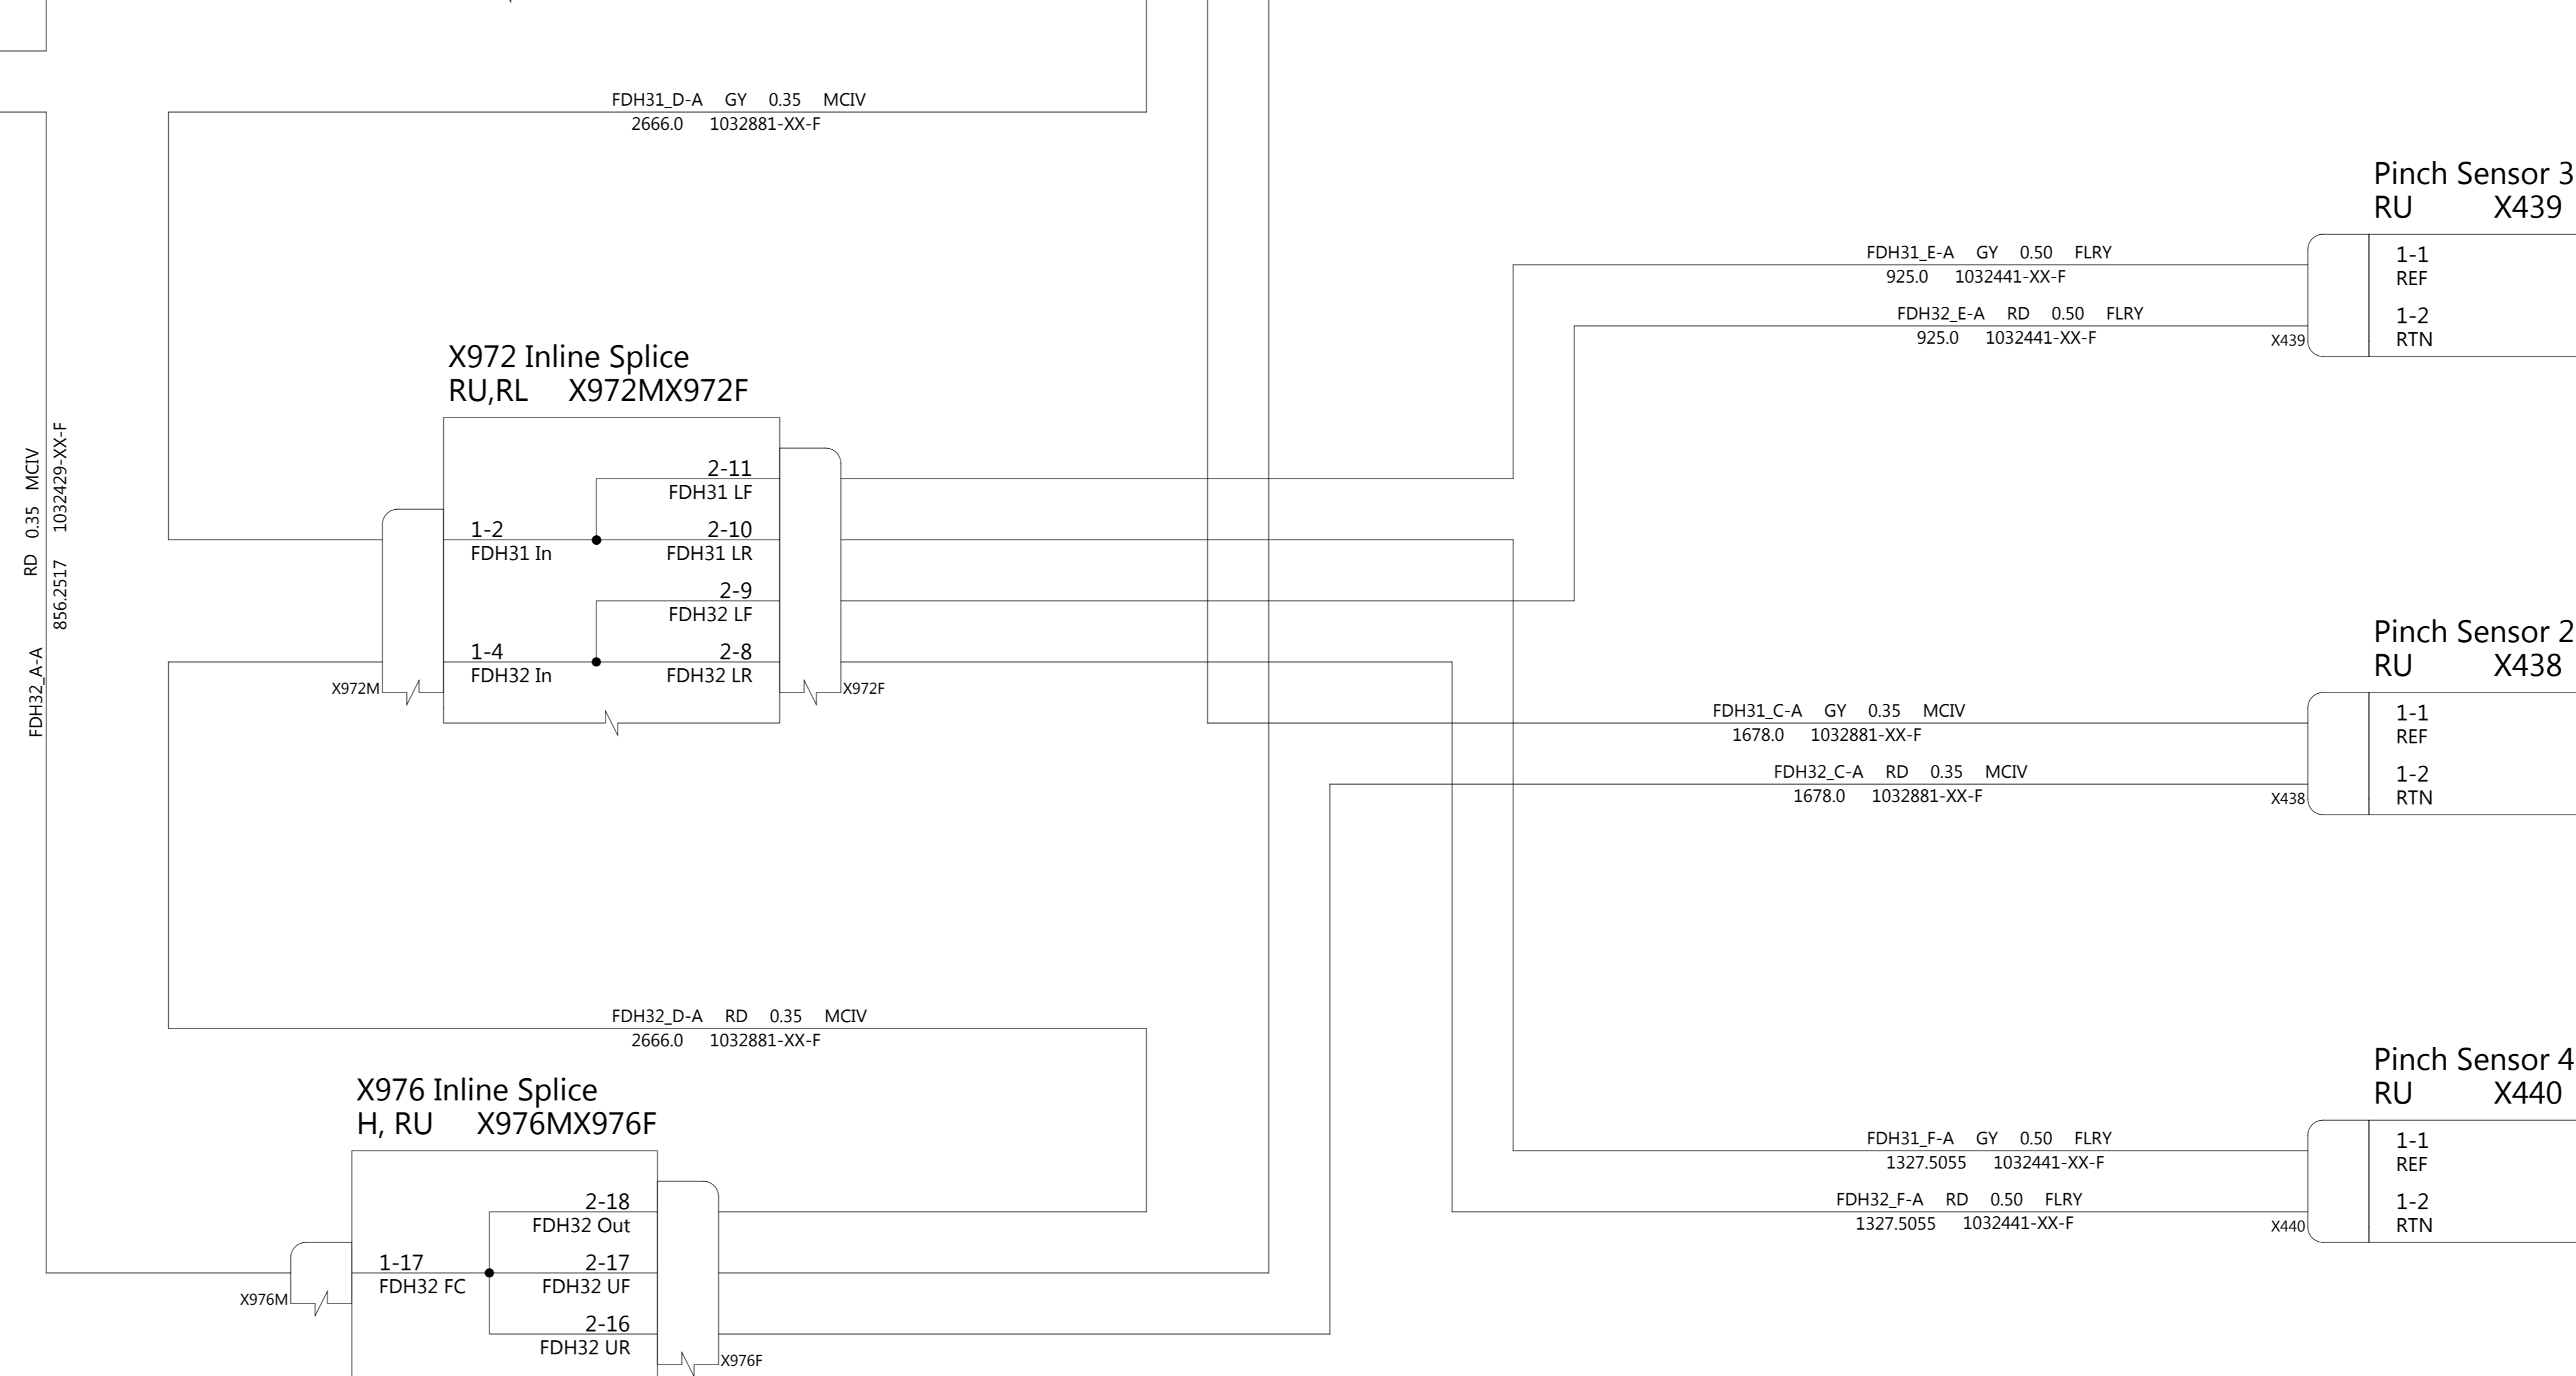 FDH31_D-A GY 0.35 MCIV
2666.0 1032881-XX-F
Pinch Sensor 3
RU X439
FDH31_E-A GY 0.50 FLRY
925.0 1032441-XX-F
1-1
REF
FDH32_E-A RD 0.50 FLRY
925.0 1032441-XX-F
1-2
RTN
X439
X972 Inline Splice
RU,RL X972MX972F
2-11
FDH31 LF
1-2
FDH31 In
2-10
FDH31 LR
2-9
FDH32 LF
1-4
FDH32 In
2-8
FDH32 LR
X972M
X972F
FDH32_A-A RD 0.35 MCIV
856.2517 1032429-XX-F
Pinch Sensor 2
RU X438
FDH31_C-A GY 0.35 MCIV
1678.0 1032881-XX-F
1-1
REF
FDH32_C-A RD 0.35 MCIV
1678.0 1032881-XX-F
1-2
RTN
X438
FDH32_D-A RD 0.35 MCIV
2666.0 1032881-XX-F
X976 Inline Splice
H, RU X976MX976F
2-18
FDH32 Out
1-17
FDH32 FC
2-17
FDH32 UF
2-16
FDH32 UR
X976M
X976F
Pinch Sensor 4
RU X440
FDH31_F-A GY 0.50 FLRY
1327.5055 1032441-XX-F
1-1
REF
FDH32_F-A RD 0.50 FLRY
1327.5055 1032441-XX-F
1-2
RTN
X440